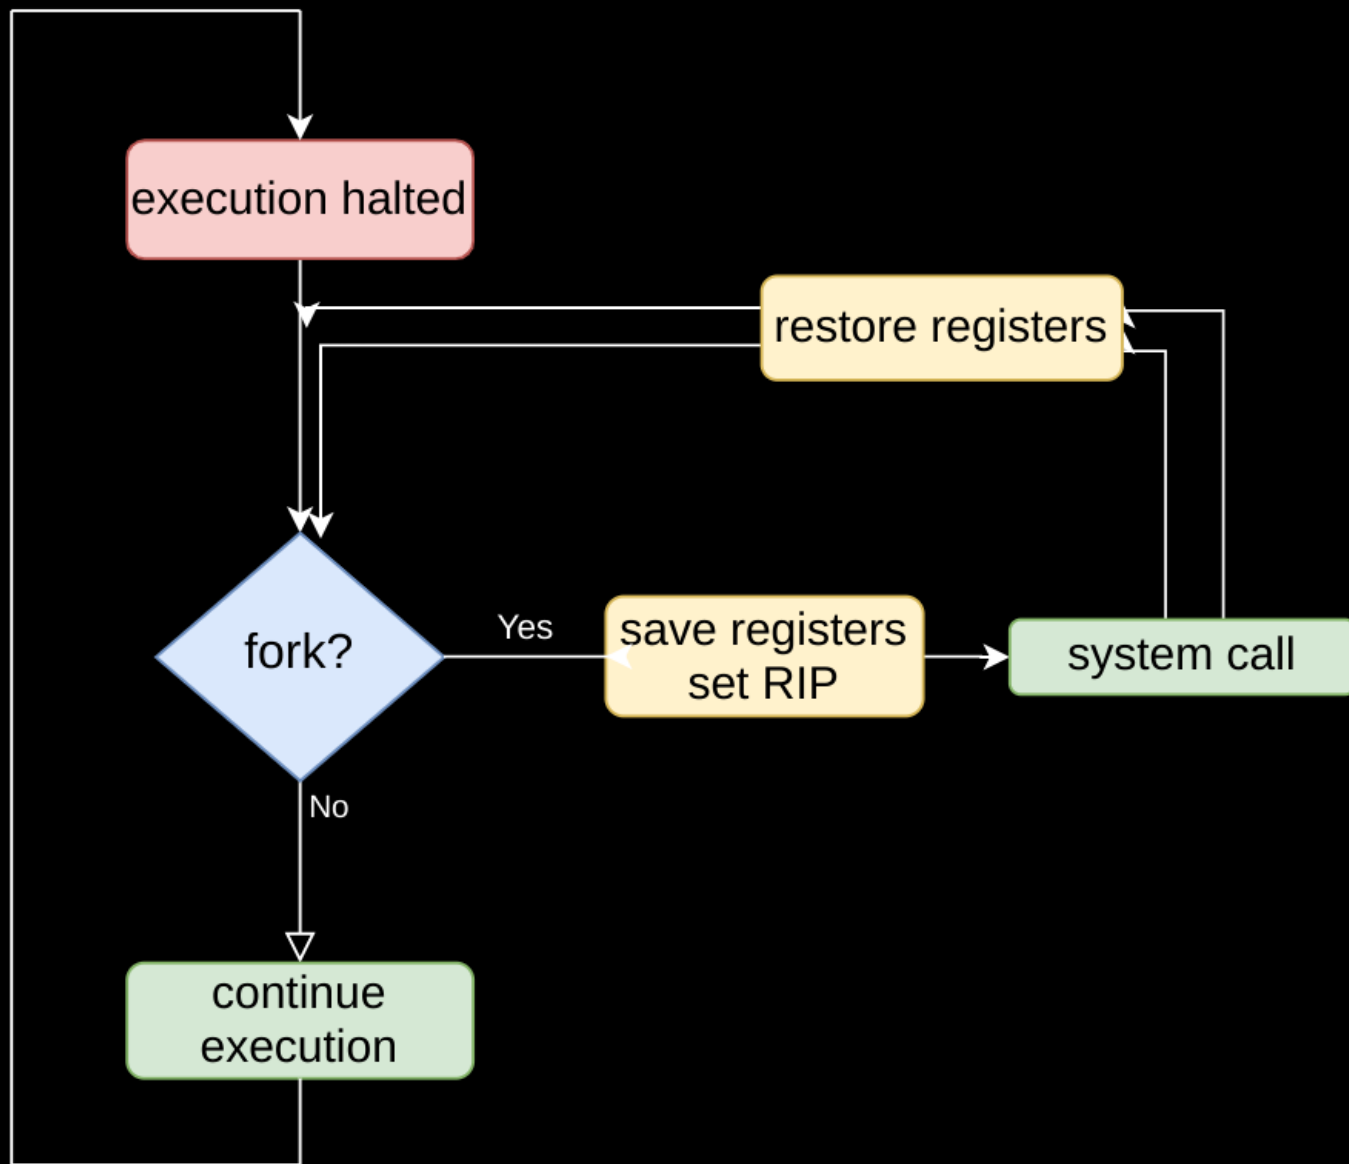 execution halted
restore registers
fork?
Yes
save registers
set RIP
system call
No
continue
execution